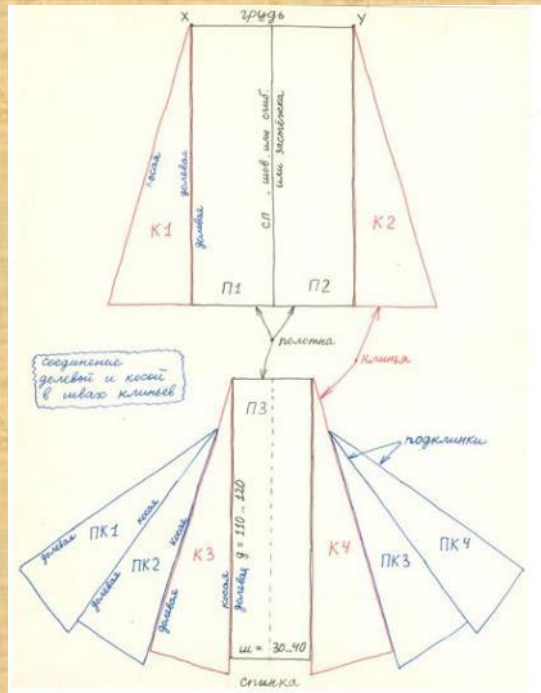 X грудь Y
косая
долевая
долевая
СП. шов. или сгиб.
или застёжка
К1
К2
П1
П2
полотна
клинья
соединение
долевой и косой
в швах клиньев
П3
подклинки
ПК1
долевая
косая
ПК2
долевая
косая
К3
долевая
косая
долевая д = 110 .. 120
К4
ПК3
ПК4
ш = 30..40
спинка